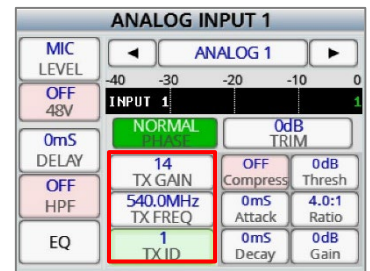 ANALOG INPUT 1
MIC
LEVEL
◄ ANALOG 1 ►
-40 -30 -20 -10 0
OFF
48V
INPUT 1 1
NORMAL
PHASE
0dB
TRIM
0mS
DELAY
14
TX GAIN
OFF
Compress
0dB
Thresh
OFF
HPF
540.0MHz
TX FREQ
0mS
Attack
4.0:1
Ratio
EQ
1
TX ID
0mS
Decay
0dB
Gain